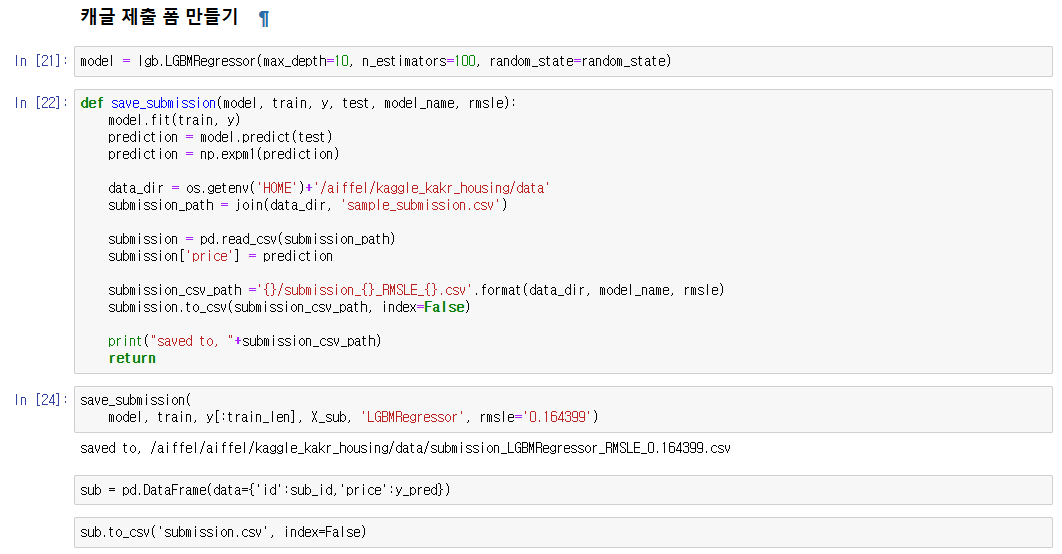 캐글 제출 폼 만들기 ¶
In [21]: model = lgb.LGBMRegressor(max_depth=10, n_estimators=100, random_state=random_state)
In [22]: def save_submission(model, train, y, test, model_name, rmsle):
    model.fit(train, y)
    prediction = model.predict(test)
    prediction = np.expm1(prediction)
    data_dir = os.getenv('HOME')+'/aiffel/kaggle_kakr_housing/data'
    submission_path = join(data_dir, 'sample_submission.csv')
    submission = pd.read_csv(submission_path)
    submission['price'] = prediction
    submission_csv_path ='{}/submission_{}_RMSLE_{}.csv'.format(data_dir, model_name, rmsle)
    submission.to_csv(submission_csv_path, index=False)
    print("saved to, "+submission_csv_path)
    return
In [24]: save_submission(
    model, train, y[:train_len], X_sub, 'LGBMRegressor', rmsle='0.164399')
saved to, /aiffel/aiffel/kaggle_kakr_housing/data/submission_LGBMRegressor_RMSLE_0.164399.csv
sub = pd.DataFrame(data={'id':sub_id,'price':y_pred})
sub.to_csv('submission.csv', index=False)